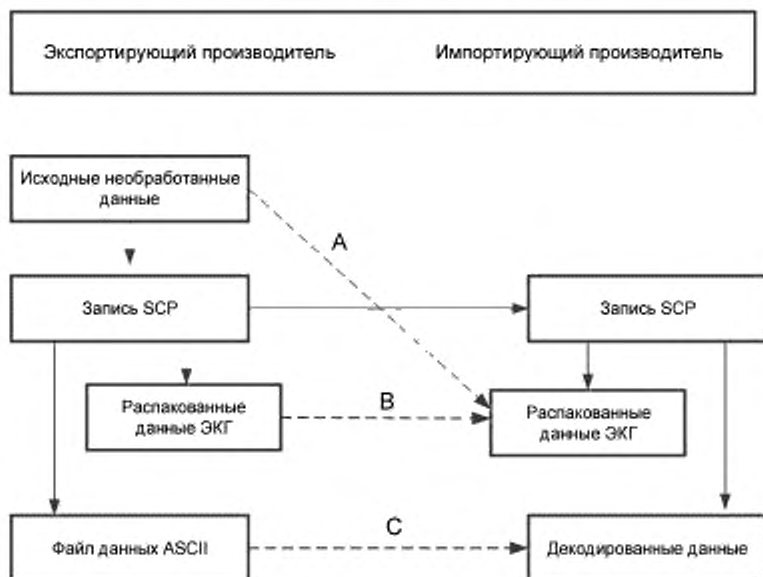 Экспортирующий производитель
Импортирующий производитель
Исходные необработанные
данные
A
Запись SCP
Запись SCP
Распакованные
данные ЭКГ
B
Распакованные
данные ЭКГ
Файл данных ASCII
C
Декодированные данные